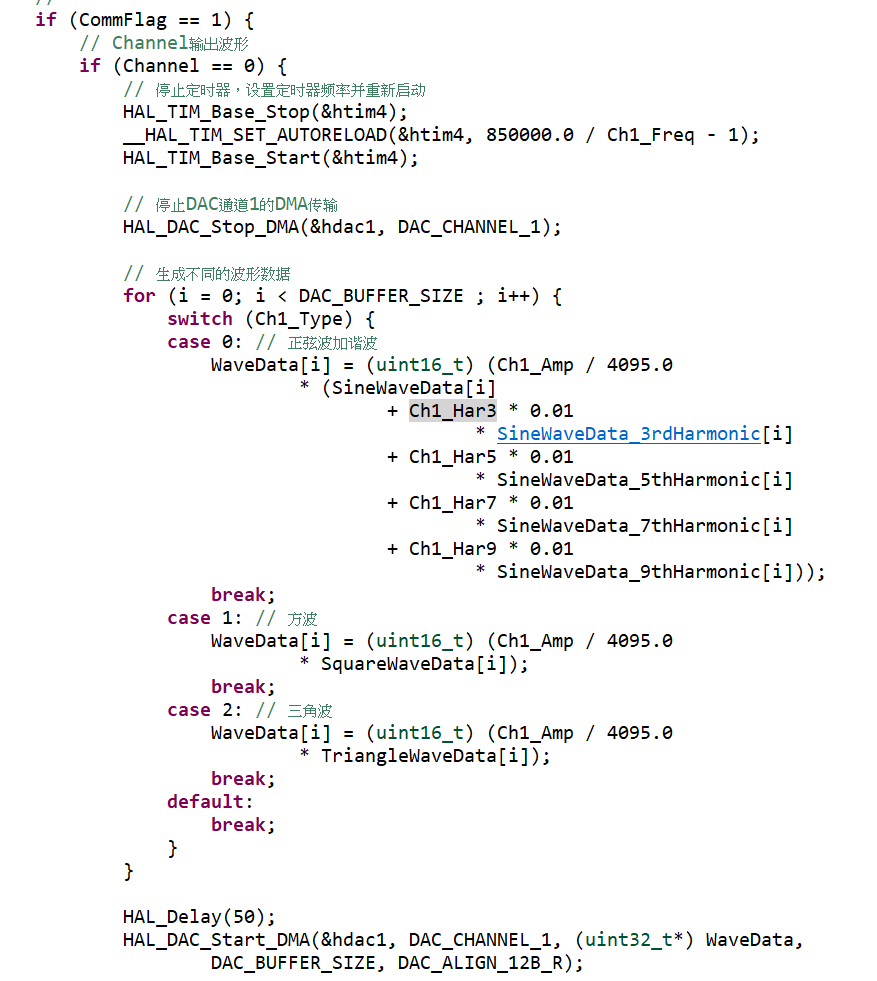 //
if (CommFlag == 1) {
// Channel输出波形
if (Channel == 0) {
// 停止定时器，设置定时器频率并重新启动
HAL_TIM_Base_Stop(&htim4);
__HAL_TIM_SET_AUTORELOAD(&htim4, 850000.0 / Ch1_Freq - 1);
HAL_TIM_Base_Start(&htim4);
// 停止DAC通道1的DMA传输
HAL_DAC_Stop_DMA(&hdac1, DAC_CHANNEL_1);
// 生成不同的波形数据
for (i = 0; i < DAC_BUFFER_SIZE ; i++) {
switch (Ch1_Type) {
case 0: // 正弦波加谐波
WaveData[i] = (uint16_t) (Ch1_Amp / 4095.0
* (SineWaveData[i]
+ Ch1_Har3 * 0.01
* SineWaveData_3rdHarmonic[i]
+ Ch1_Har5 * 0.01
* SineWaveData_5thHarmonic[i]
+ Ch1_Har7 * 0.01
* SineWaveData_7thHarmonic[i]
+ Ch1_Har9 * 0.01
* SineWaveData_9thHarmonic[i]));
break;
case 1: // 方波
WaveData[i] = (uint16_t) (Ch1_Amp / 4095.0
* SquareWaveData[i]);
break;
case 2: // 三角波
WaveData[i] = (uint16_t) (Ch1_Amp / 4095.0
* TriangleWaveData[i]);
break;
default:
break;
}
}
HAL_Delay(50);
HAL_DAC_Start_DMA(&hdac1, DAC_CHANNEL_1, (uint32_t*) WaveData,
DAC_BUFFER_SIZE, DAC_ALIGN_12B_R);